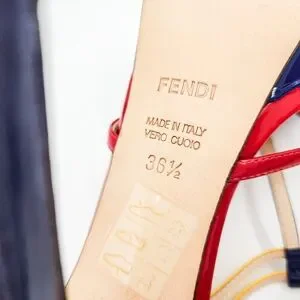 FENDI
MADE IN ITALY
VERO CUOIO
36½